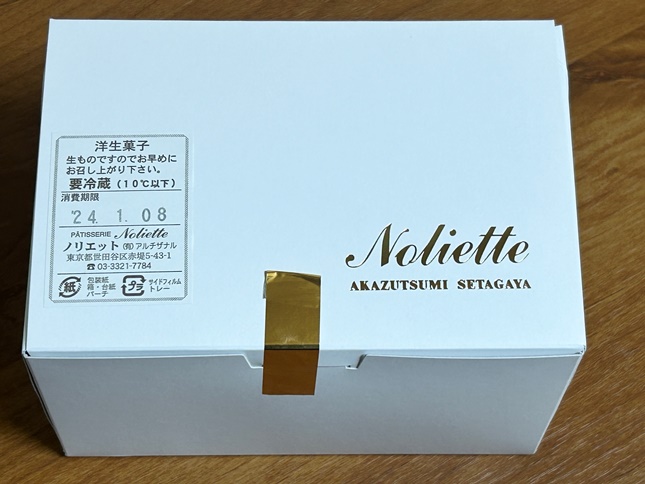 洋生菓子
生ものですのでお早めに
お召し上がり下さい。
要冷蔵(10℃以下)
消費期限
'24. 1. 08
PÂTISSERIE Noliette
ノリエット(有)アルチザナル
東京都世田谷区赤堤5-43-1
☎03-3321-7784
紙 包装紙
箱・台紙
パーテ
プラ サイドフィルム
トレー
Noliette
AKAZUTSUMI SETAGAYA